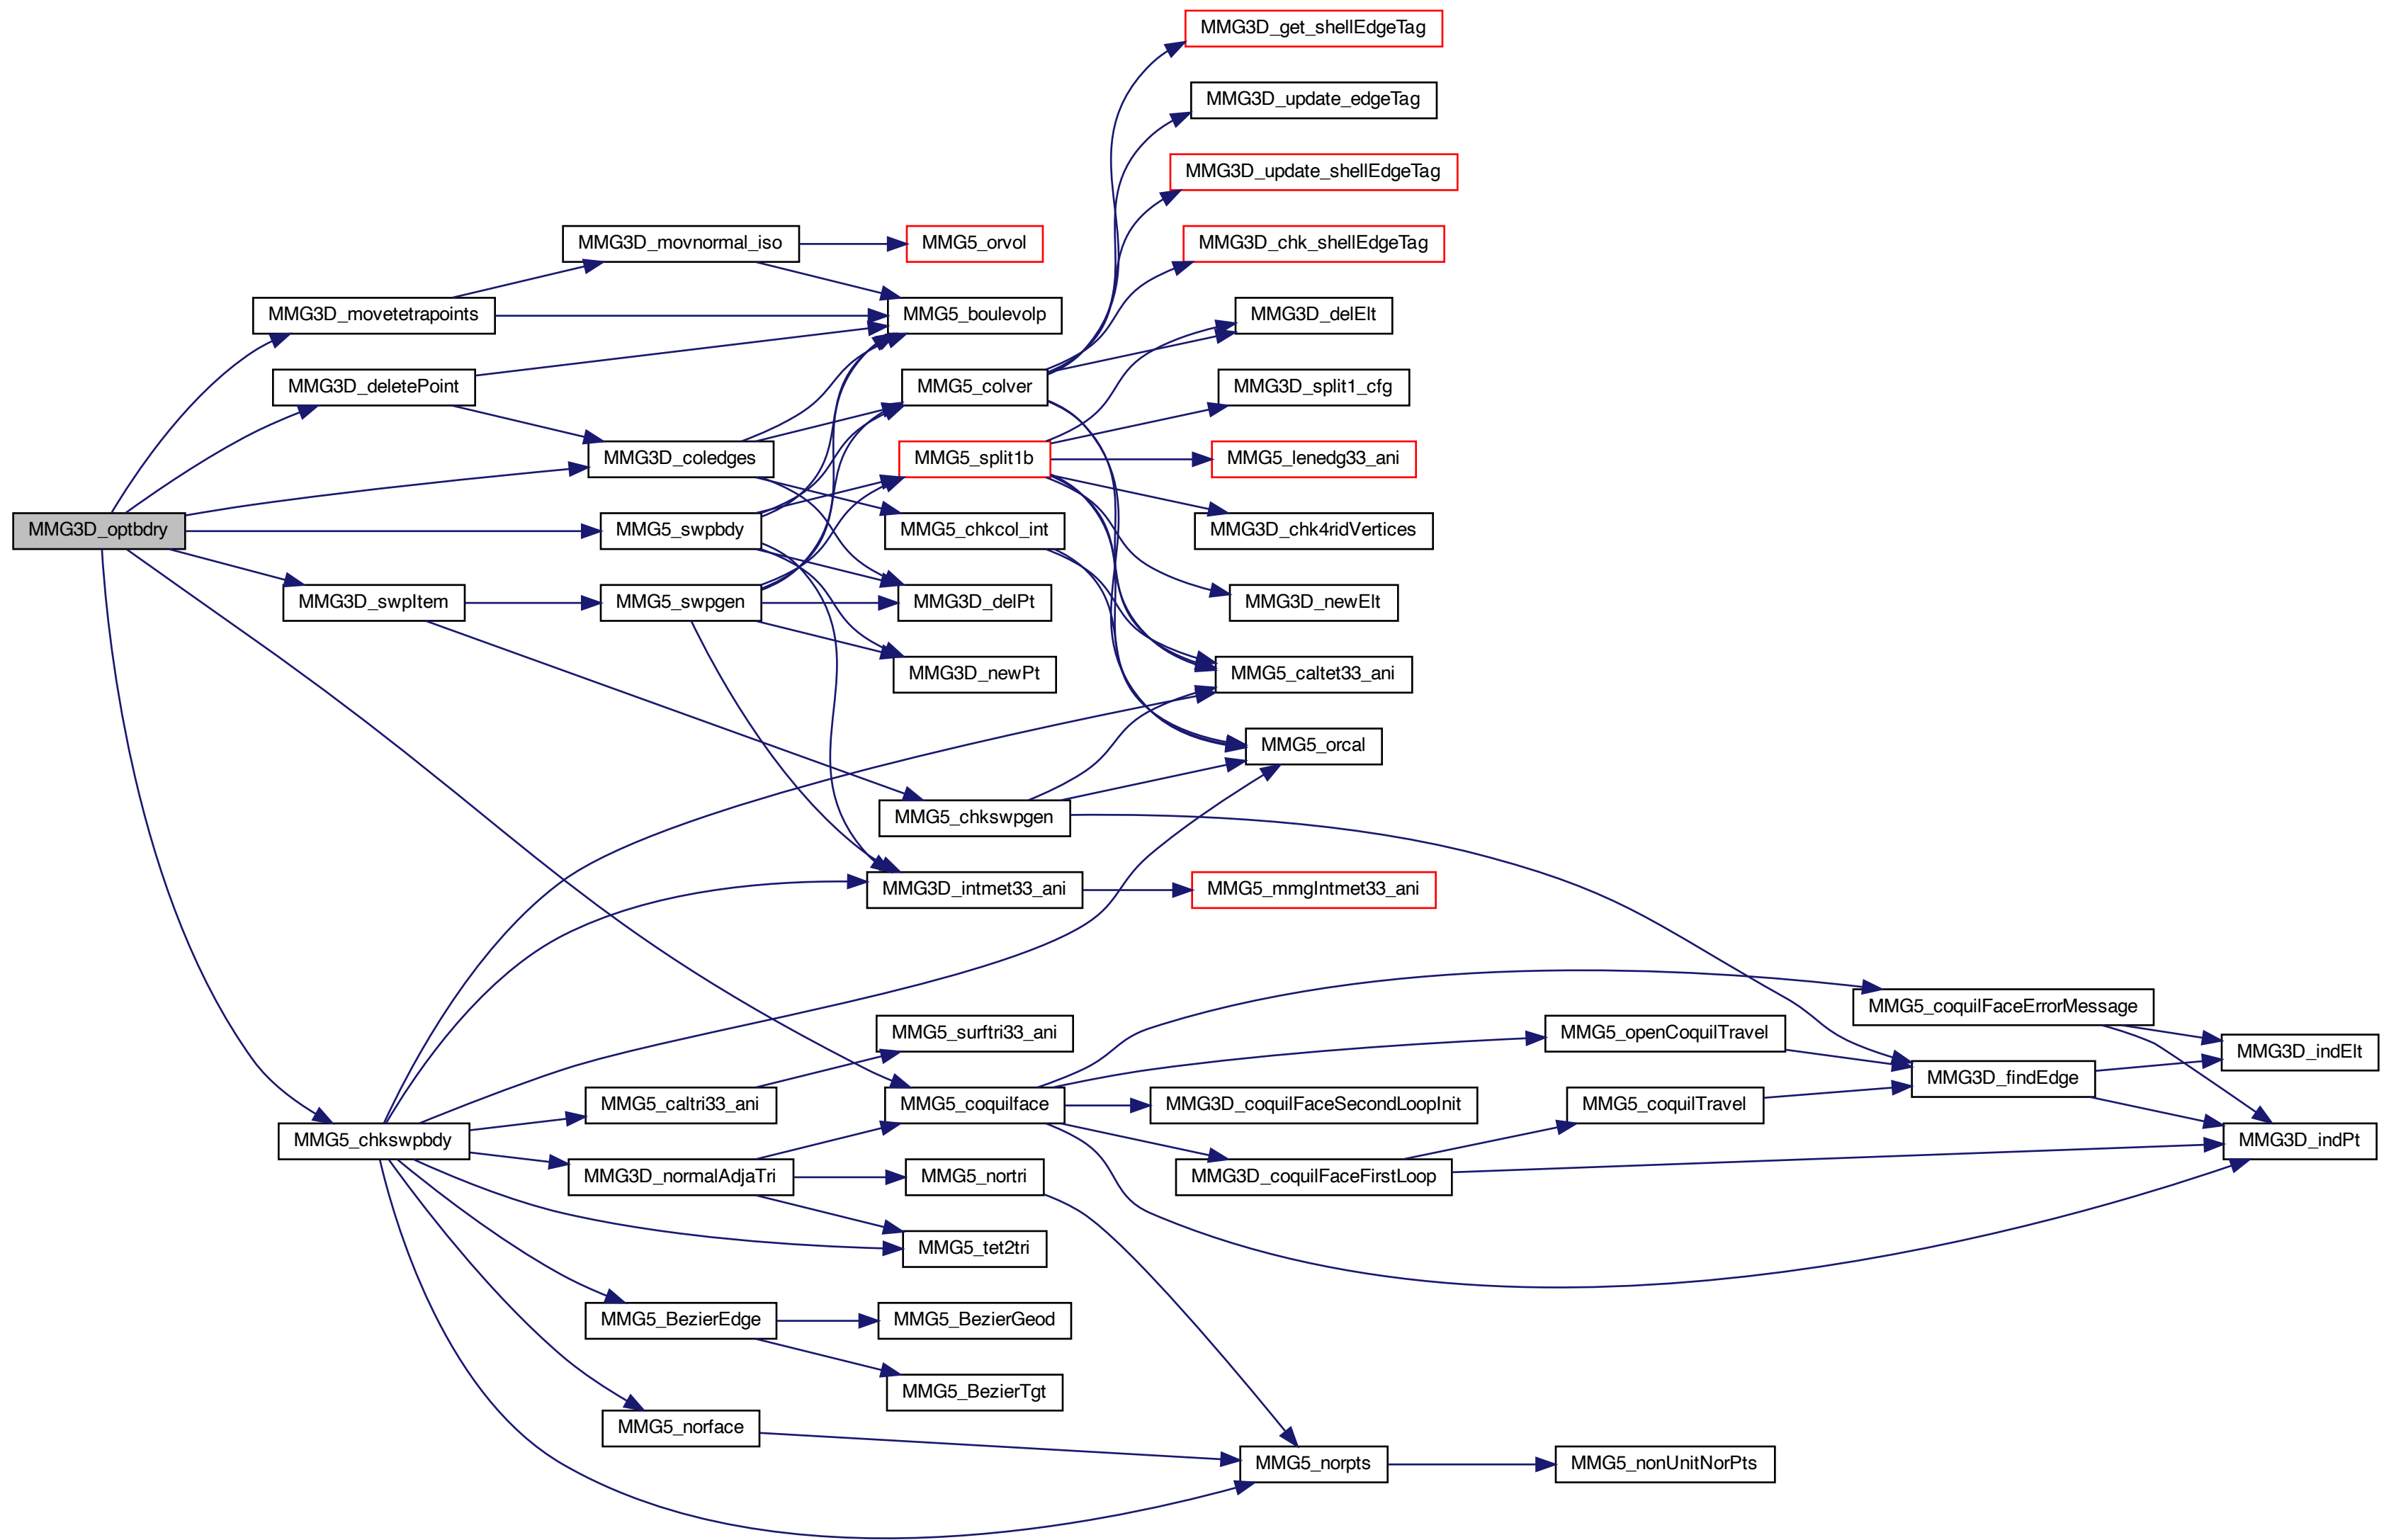 MMG3D_get_shellEdgeTag
MMG3D_update_edgeTag
MMG3D_update_shellEdgeTag
MMG3D_movnormal_iso
MMG5_orvol
MMG3D_chk_shellEdgeTag
MMG3D_movetetrapoints
MMG5_boulevolp
MMG3D_delElt
MMG3D_deletePoint
MMG5_colver
MMG3D_split1_cfg
MMG3D_coledges
MMG5_split1b
MMG5_lenedg33_ani
MMG3D_optbdry
MMG5_swpbdy
MMG5_chkcol_int
MMG3D_chk4ridVertices
MMG3D_swpItem
MMG5_swpgen
MMG3D_delPt
MMG3D_newElt
MMG3D_newPt
MMG5_caltet33_ani
MMG5_orcal
MMG5_chkswpgen
MMG3D_intmet33_ani
MMG5_mmgIntmet33_ani
MMG5_coquilFaceErrorMessage
MMG5_surftri33_ani
MMG5_openCoquilTravel
MMG3D_indElt
MMG3D_findEdge
MMG5_caltri33_ani
MMG5_coquilface
MMG3D_coquilFaceSecondLoopInit
MMG5_coquilTravel
MMG5_chkswpbdy
MMG3D_indPt
MMG3D_normalAdjaTri
MMG5_nortri
MMG3D_coquilFaceFirstLoop
MMG5_tet2tri
MMG5_BezierEdge
MMG5_BezierGeod
MMG5_BezierTgt
MMG5_norface
MMG5_norpts
MMG5_nonUnitNorPts